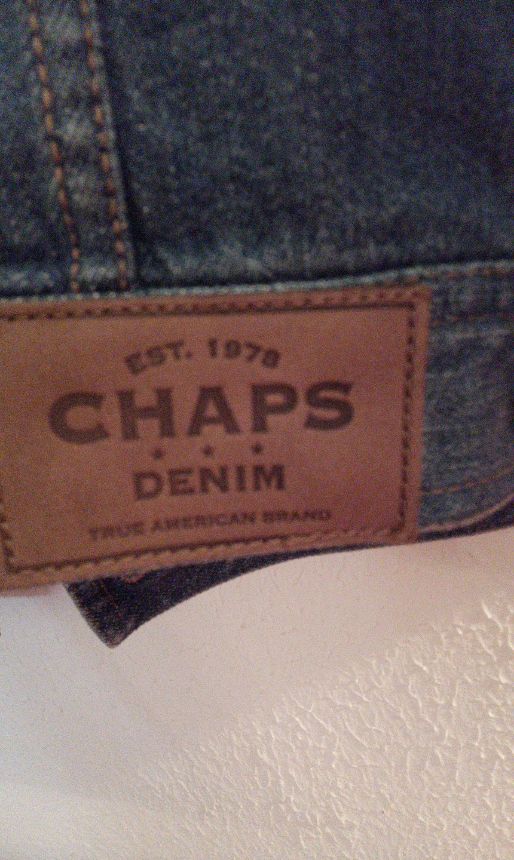 EST. 1978
CHAPS
DENIM
TRUE AMERICAN BRAND